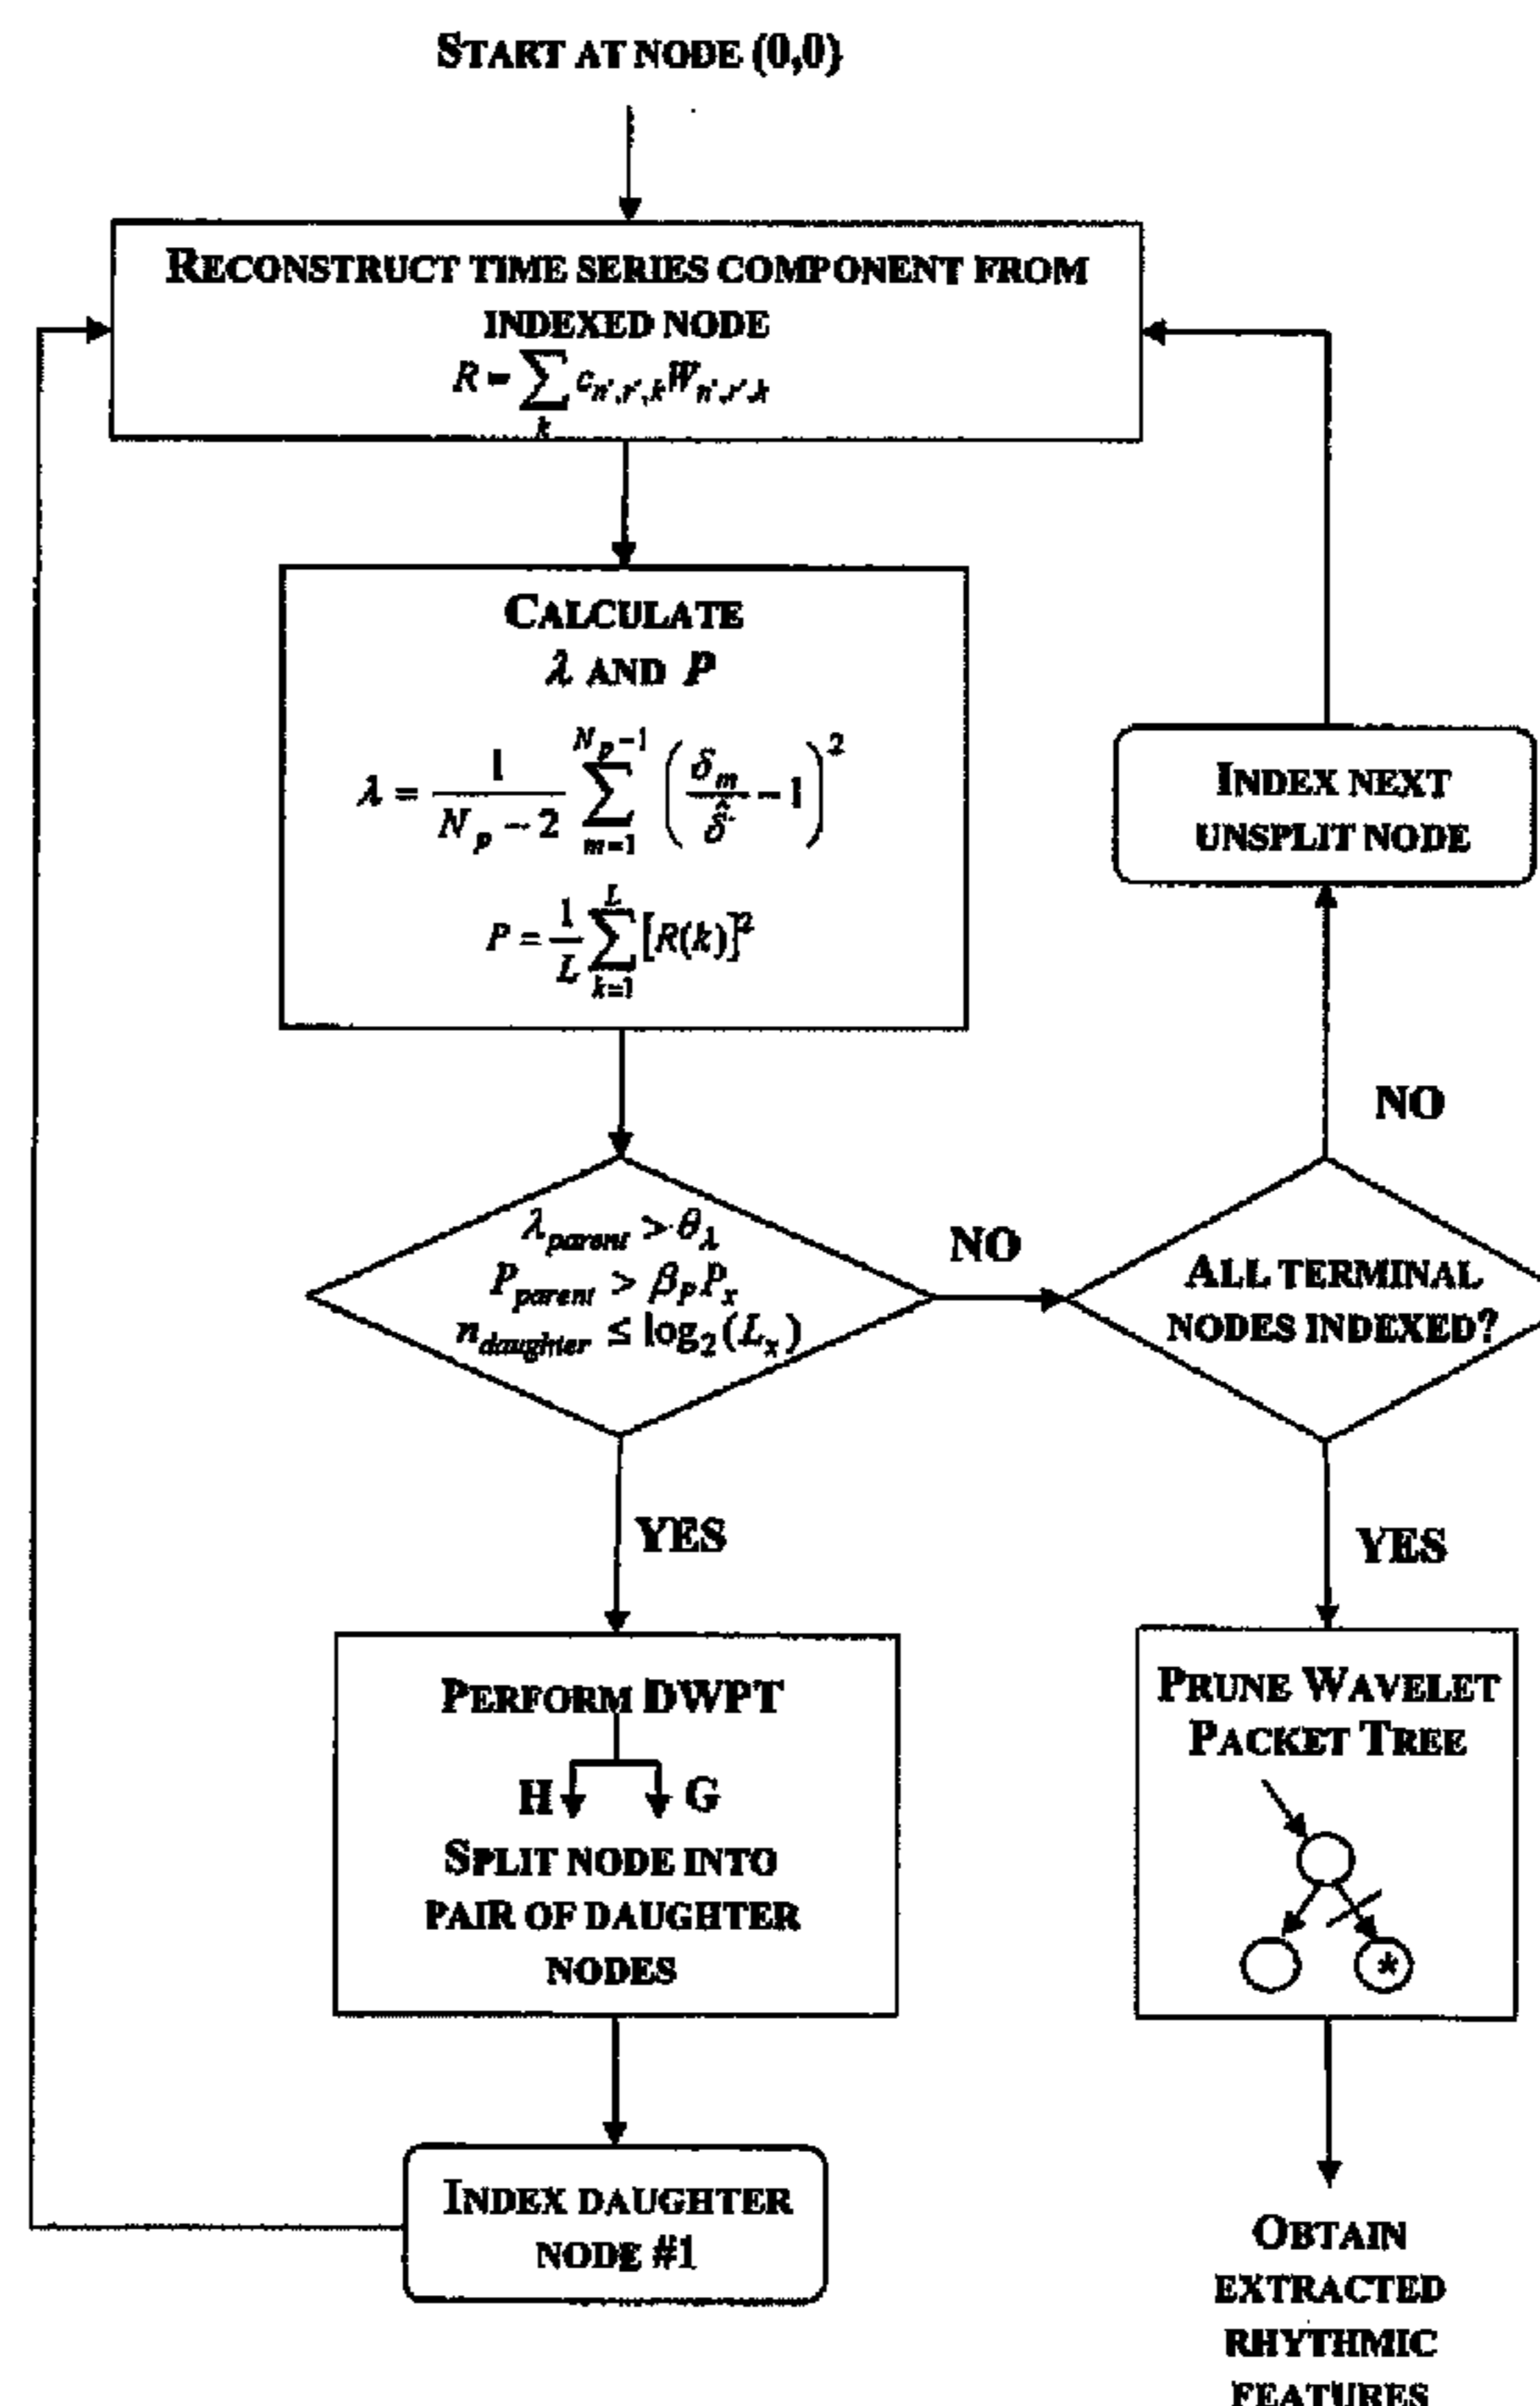 START AT NODE (0,0)
RECONSTRUCT TIME SERIES COMPONENT FROM
INDEXED NODE
R = ∑_k c_{n',r',k} W_{n',r',k}
CALCULATE
λ AND P
λ = 1/(N_p − 2) ∑_{m=1}^{N_p−1} (δ_m/δ̂ − 1)^2
P = 1/L ∑_{k=1}^{L} [R(k)]^2
INDEX NEXT
UNSPLIT NODE
NO
λ_parent > θ_λ
P_parent > β_P P_x
n_daughter ≤ log_2(L_x)
NO
ALL TERMINAL
NODES INDEXED?
YES
YES
PERFORM DWPT
H G
SPLIT NODE INTO
PAIR OF DAUGHTER
NODES
PRUNE WAVELET
PACKET TREE
*
INDEX DAUGHTER
NODE #1
OBTAIN
EXTRACTED
RHYTHMIC
FEATURES